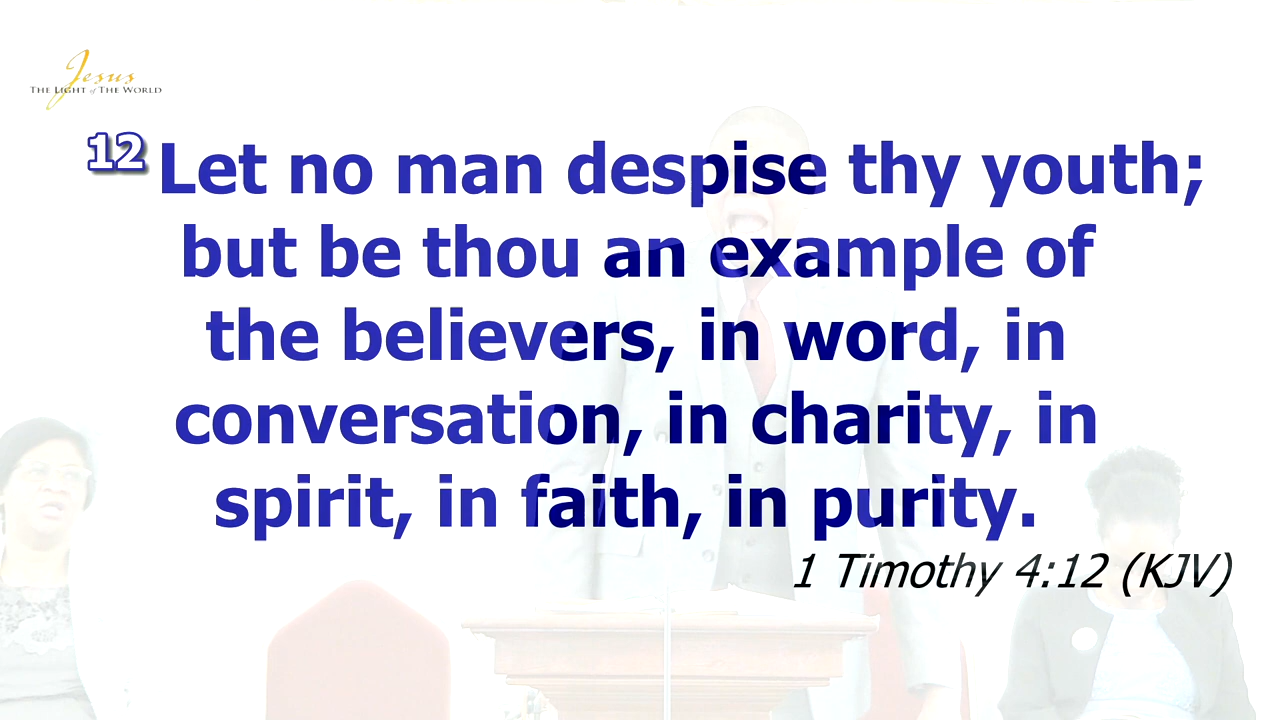 Jesus
THE LIGHT of THE WORLD
12 Let no man despise thy youth;
but be thou an example of
the believers, in word, in
conversation, in charity, in
spirit, in faith, in purity.
1 Timothy 4:12 (KJV)